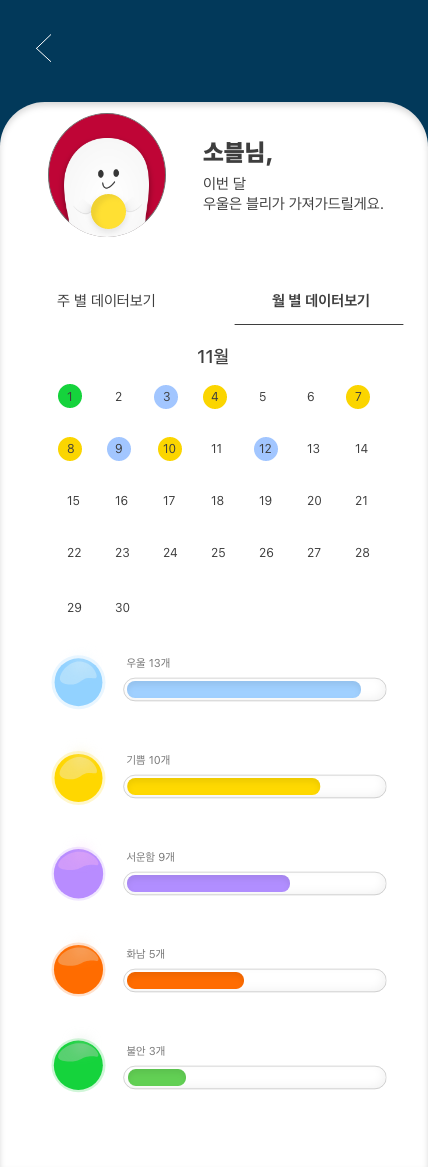 소블님,
이번 달
우울은 블리가 가져가드릴게요.
주 별 데이터보기
월 별 데이터보기
11월
1 2 3 4 5 6 7
8 9 10 11 12 13 14
15 16 17 18 19 20 21
22 23 24 25 26 27 28
29 30
우울 13개
기쁨 10개
서운함 9개
화남 5개
불안 3개